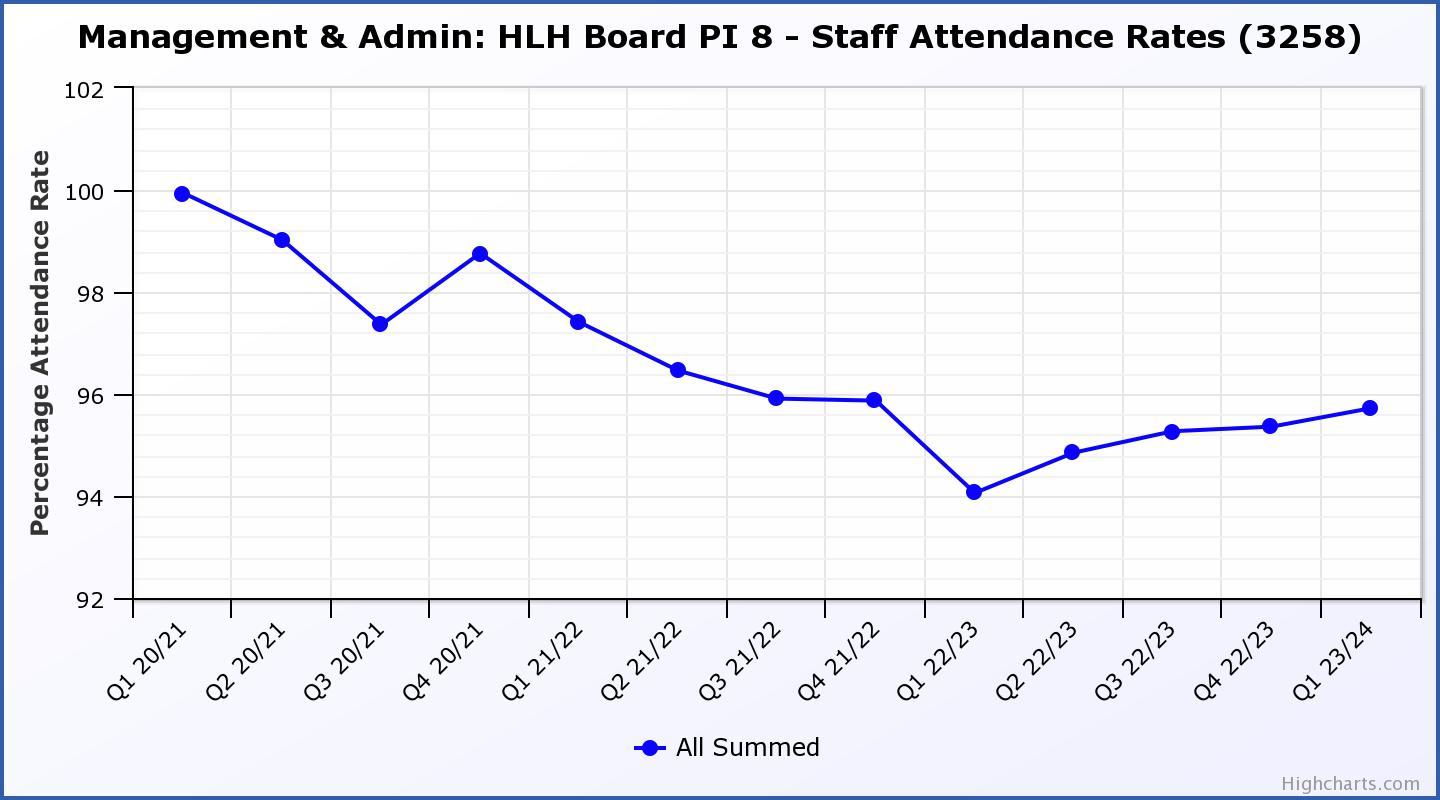 Management & Admin: HLH Board PI 8 - Staff Attendance Rates (3258)
Percentage Attendance Rate
102
100
98
96
94
92
Q1 20/21
Q2 20/21
Q3 20/21
Q4 20/21
Q1 21/22
Q2 21/22
Q3 21/22
Q4 21/22
Q1 22/23
Q2 22/23
Q3 22/23
Q4 22/23
Q1 23/24
All Summed
Highcharts.com